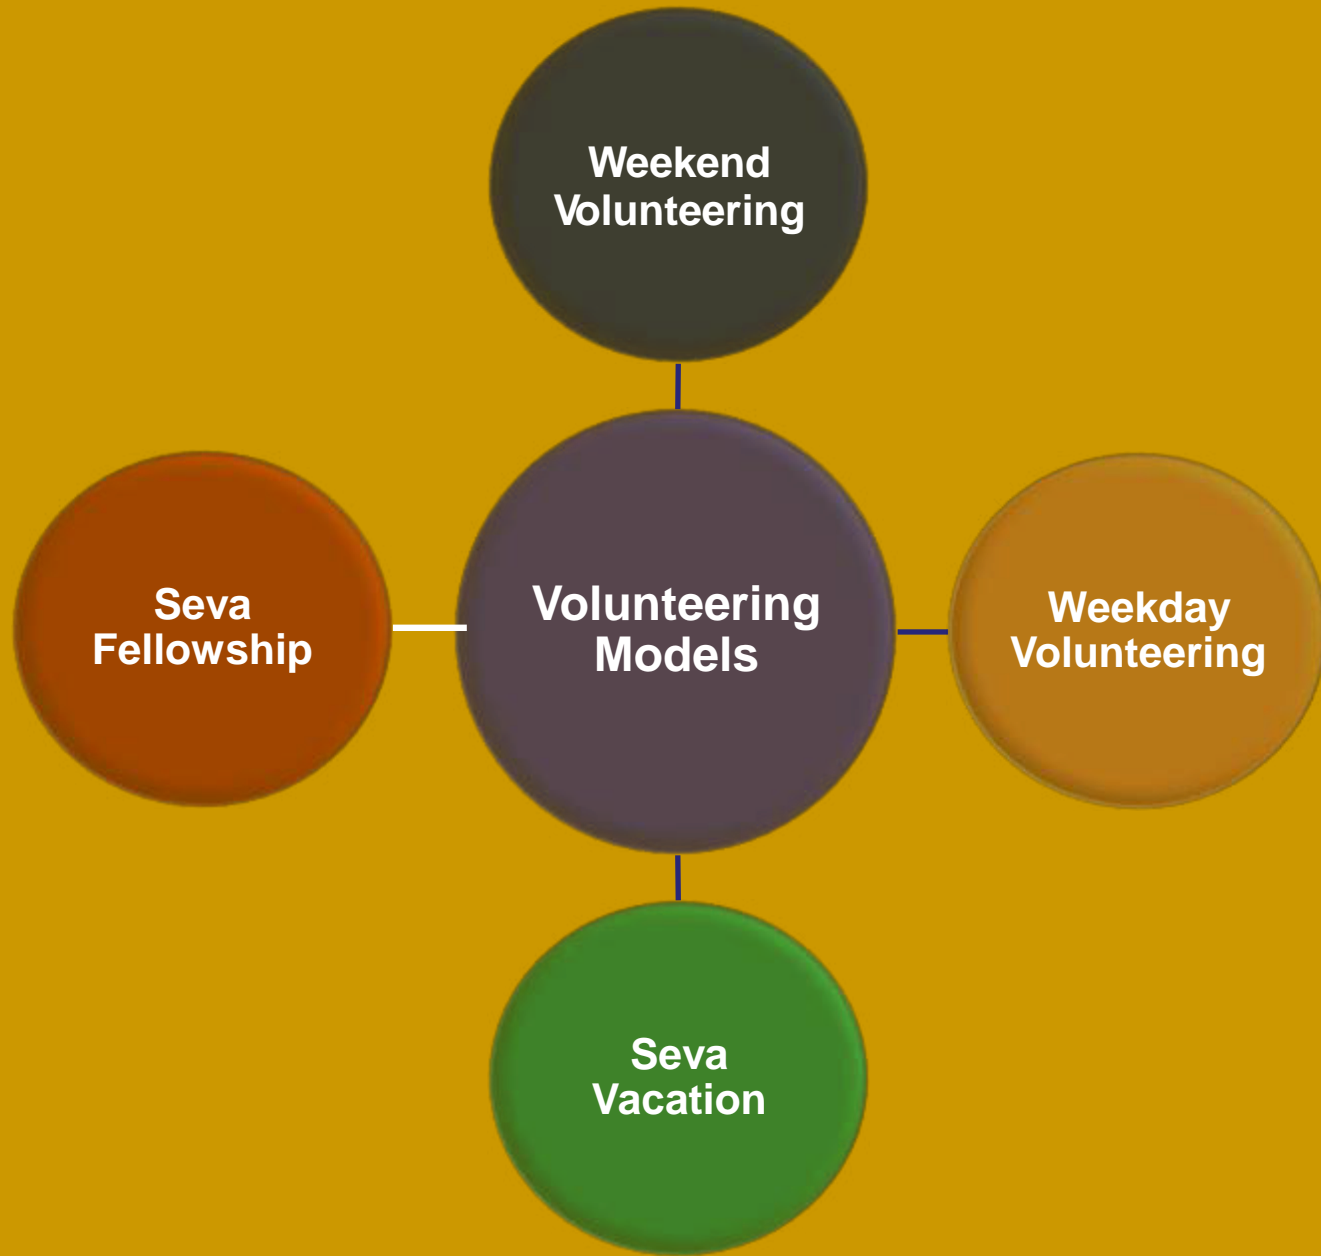 Weekend
Volunteering
Seva
Fellowship
Volunteering
Models
Weekday
Volunteering
Seva
Vacation